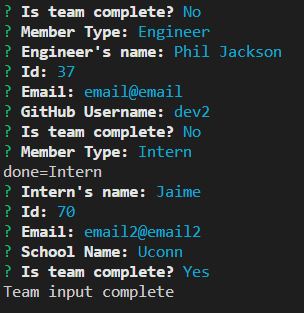 ? Is team complete? No
? Member Type: Engineer
? Engineer's name: Phil Jackson
? Id: 37
? Email: email@email
? GitHub Username: dev2
? Is team complete? No
? Member Type: Intern
done=Intern
? Intern's name: Jaime
? Id: 70
? Email: email2@email2
? School Name: Uconn
? Is team complete? Yes
Team input complete